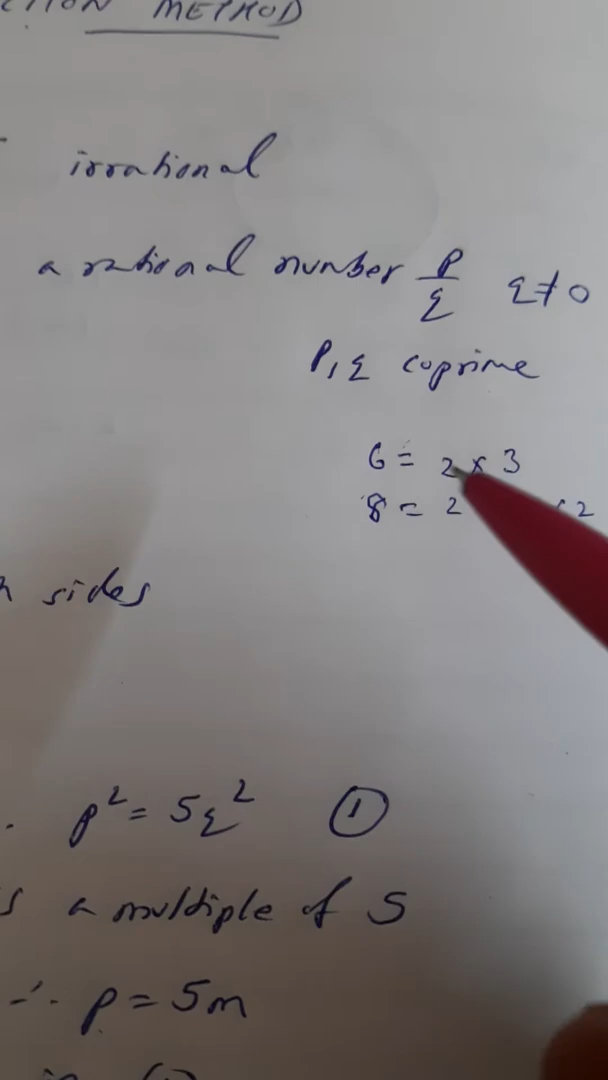 METHOD
irrational
a rational number p/q q≠0
P, q coprime
6 = 2 x 3
8 = 2 x 2
sides
p² = 5q² ①
a multiple of 5
∴ p = 5m